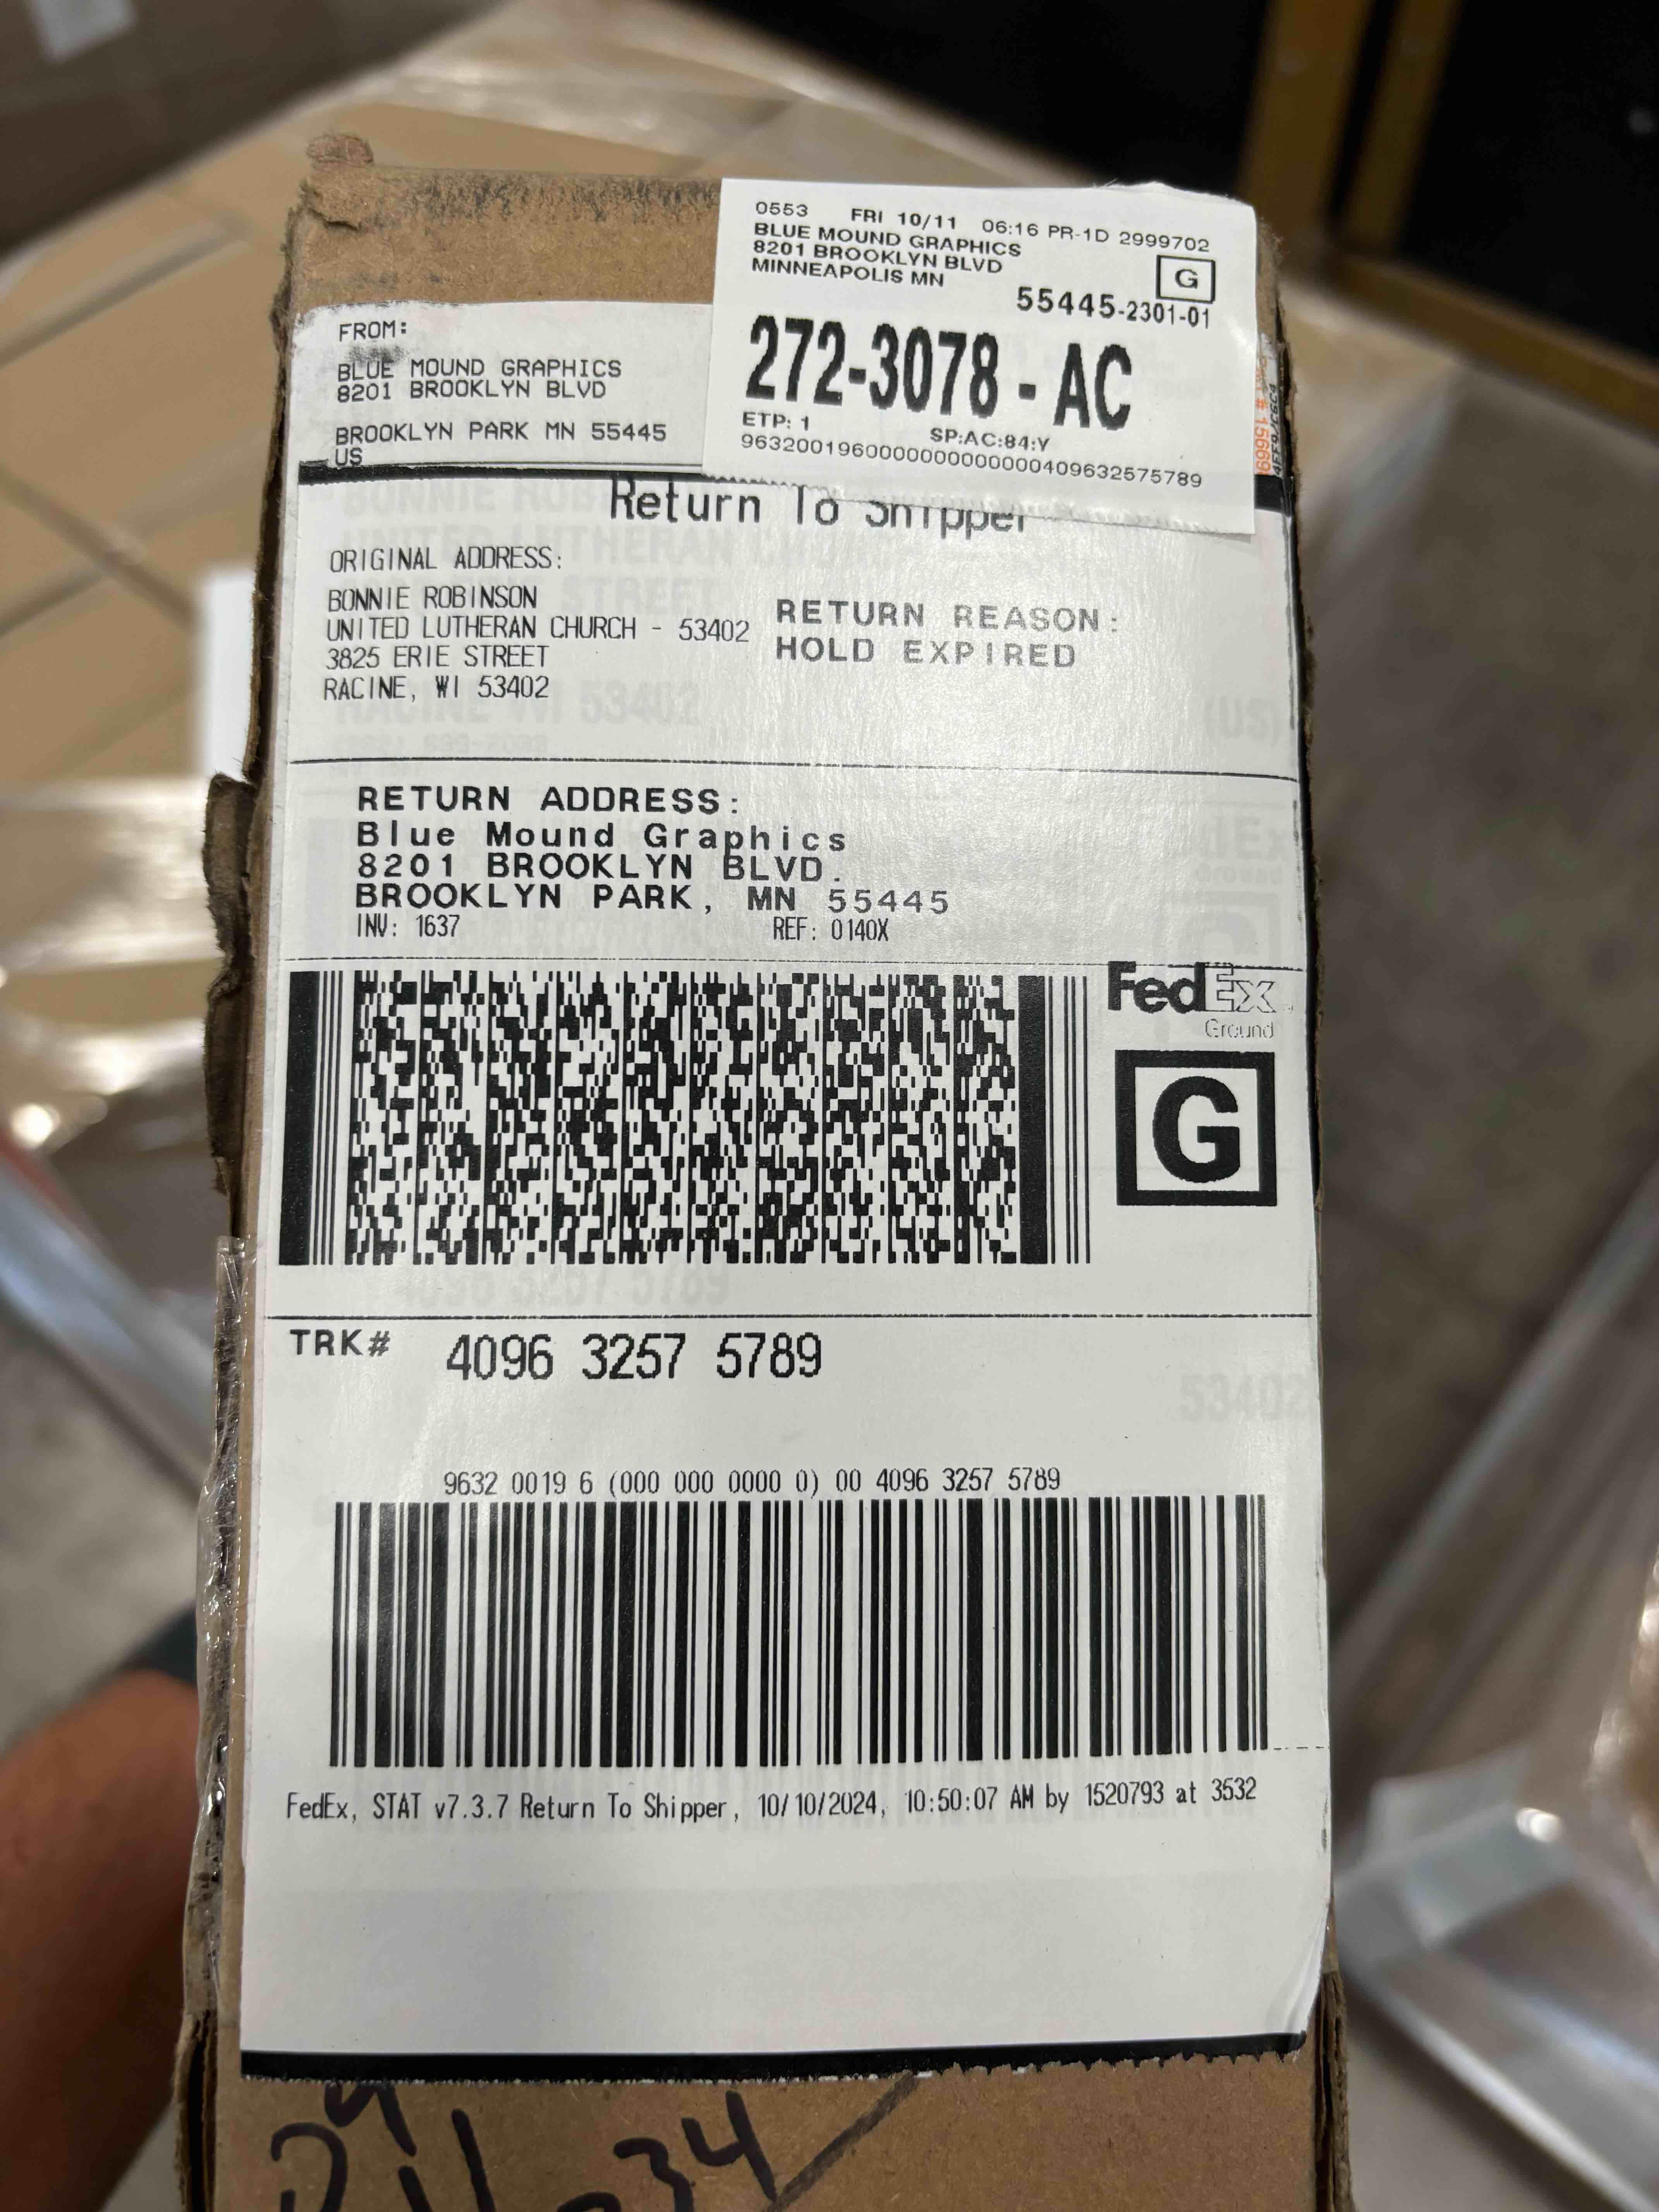 0553 FRI 10/11 06:16 PR-1D 2999702
BLUE MOUND GRAPHICS
8201 BROOKLYN BLVD
MINNEAPOLIS MN
G
55445-2301-01
272-3078 - AC
ETP: 1 SP:AC:84:Y
9632001960000000000000409632575789
FROM:
BLUE MOUND GRAPHICS
8201 BROOKLYN BLVD
BROOKLYN PARK MN 55445
US
Return To Shipper
ORIGINAL ADDRESS:
BONNIE ROBINSON
UNITED LUTHERAN CHURCH - 53402
3825 ERIE STREET
RACINE, WI 53402
RETURN REASON:
HOLD EXPIRED
RETURN ADDRESS:
Blue Mound Graphics
8201 BROOKLYN BLVD.
BROOKLYN PARK, MN 55445
INV: 1637 REF: 0140X
FedEx
Ground
G
TRK# 4096 3257 5789
9632 0019 6 (000 000 0000 0) 00 4096 3257 5789
FedEx, STAT v7.3.7 Return To Shipper, 10/10/2024, 10:50:07 AM by 1520793 at 3532
34